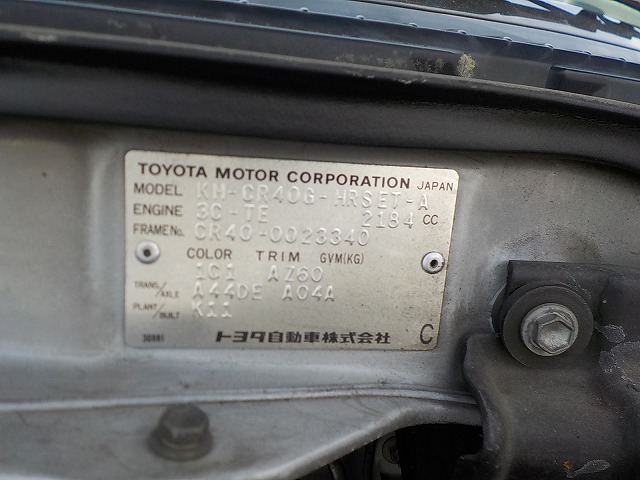 TOYOTA MOTOR CORPORATION JAPAN
MODEL KH-CR40G-HRSET-A
ENGINE 3C-TE 2184 CC
FRAME No. CR40-0023340
COLOR TRIM GVM(KG)
1C1 AZ60
TRANS./AXLE A44DE A04A
PLANT/BUILT K11
30881 トヨタ自動車株式会社 C